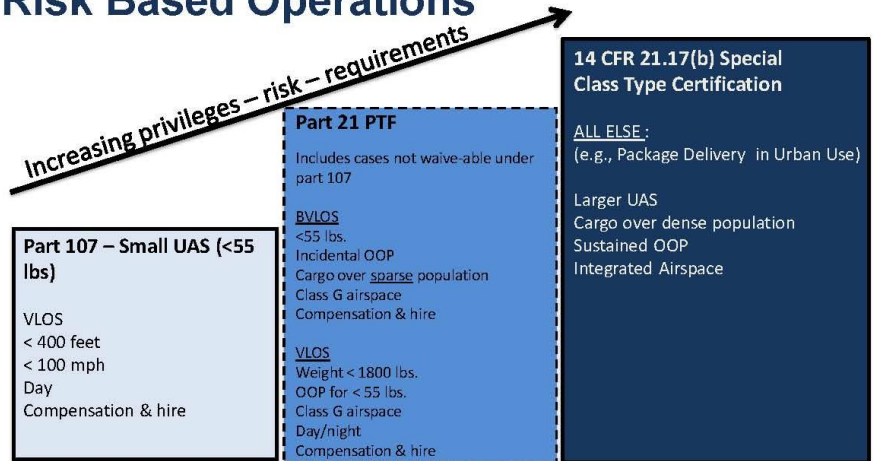 Risk Based Operations
Increasing privileges – risk – requirements
Part 107 – Small UAS (<55
lbs)
VLOS
< 400 feet
< 100 mph
Day
Compensation & hire
Part 21 PTF
Includes cases not waive-able under
part 107
BVLOS
<55 lbs.
Incidental OOP
Cargo over sparse population
Class G airspace
Compensation & hire
VLOS
Weight < 1800 lbs.
OOP for < 55 lbs.
Class G airspace
Day/night
Compensation & hire
14 CFR 21.17(b) Special
Class Type Certification
ALL ELSE :
(e.g., Package Delivery in Urban Use)
Larger UAS
Cargo over dense population
Sustained OOP
Integrated Airspace